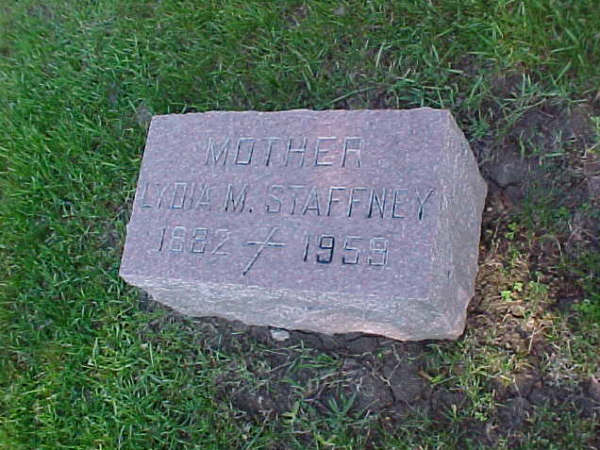 MOTHER
LYDIA M. STAFFNEY
1882 1959